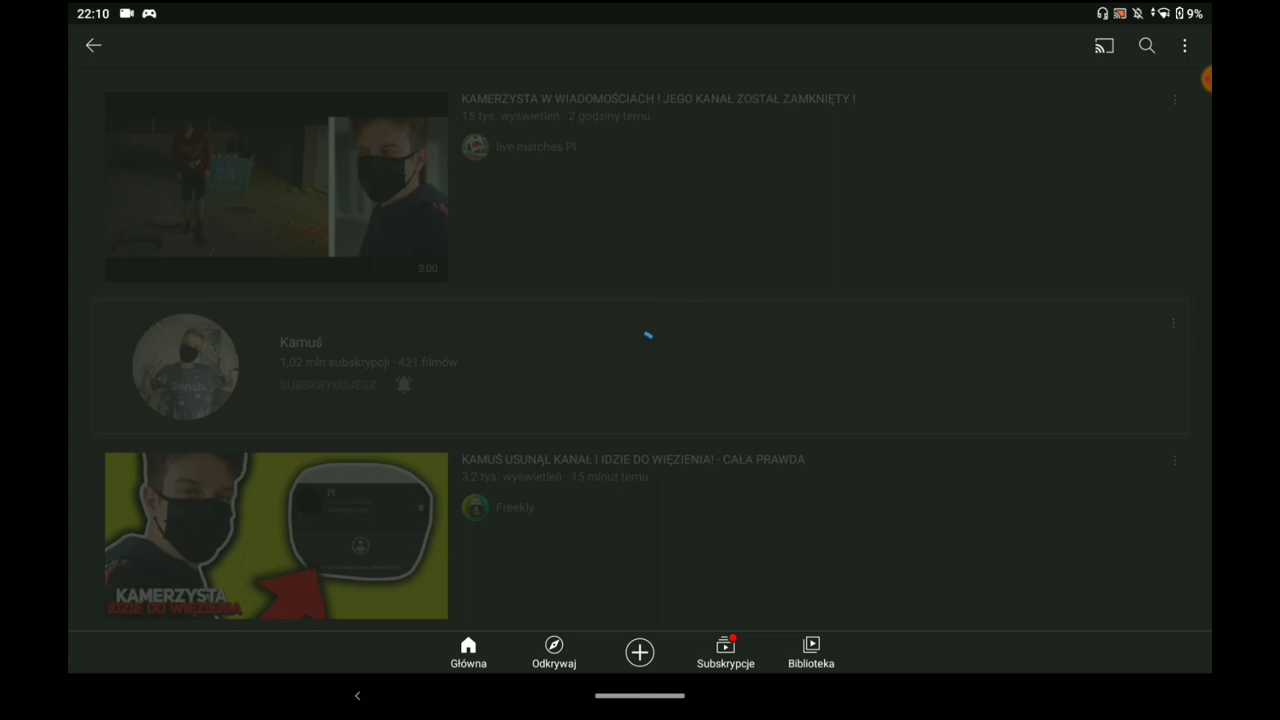 22:10
9%
KAMERZYSTA W WIADOMOŚCIACH ! JEGO KANAŁ ZOSTAŁ ZAMKNIĘTY !
15 tys. wyświetleń · 2 godziny temu
live matches Pl
3:00
Kamuś
1,02 mln subskrypcji · 421 filmów
SUBSKRYBUJESZ
Bench
KAMUŚ USUNĄŁ KANAŁ I IDZIE DO WIĘZIENIA! - CAŁA PRAWDA
3,2 tys. wyświetleń · 15 minut temu
Freekly
KAMERZYSTA
IDZIE DO WIĘZIENIA
Główna
Odkrywaj
Subskrypcje
Biblioteka